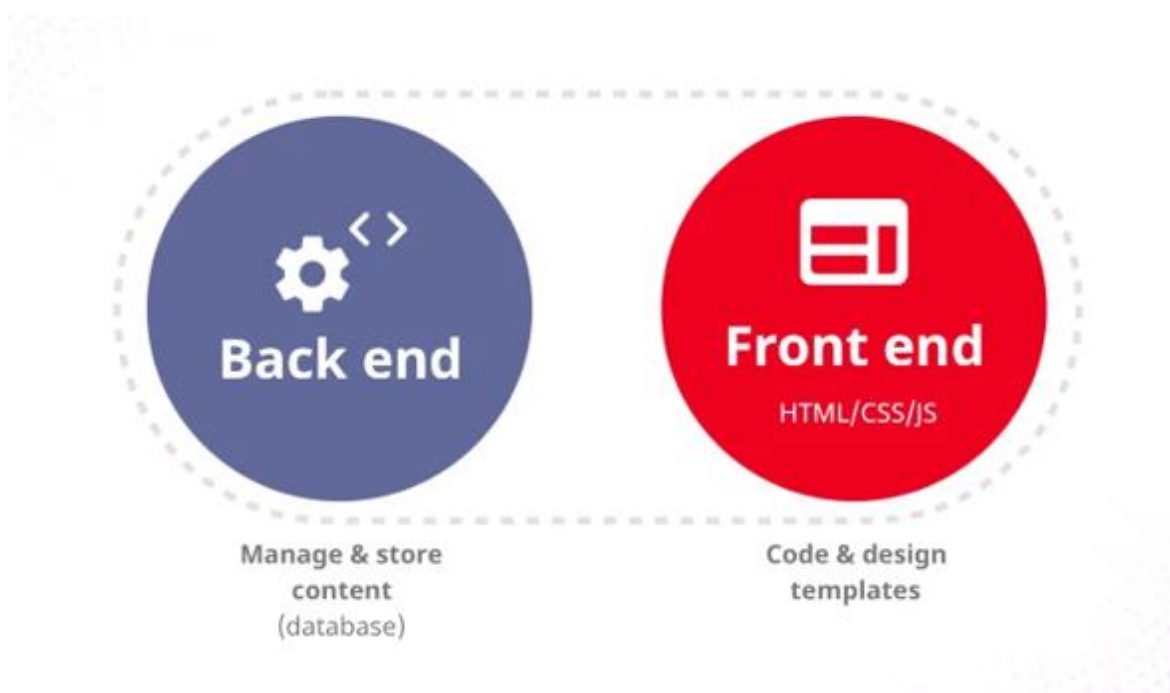 Back end
Manage & store
content
(database)
Front end
HTML/CSS/JS
Code & design
templates